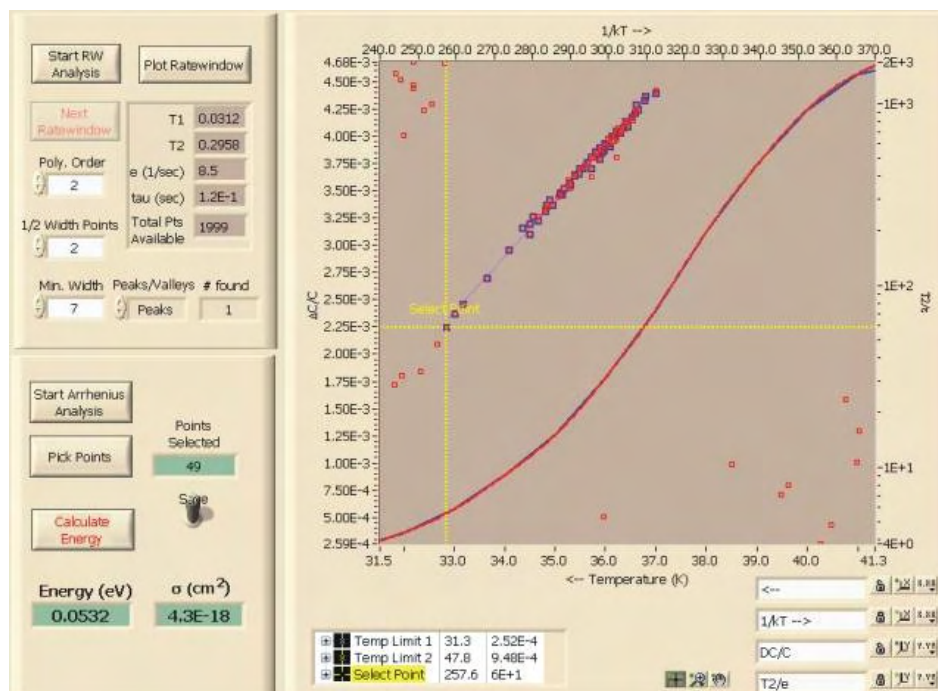 Start RW
Analysis
Plot Ratewindow
Next
Ratewindow
T1 0.0312
T2 0.2958
e (1/sec) 8.5
tau (sec) 1.2E-1
Total Pts
Available
1999
Poly. Order
2
1/2 Width Points
2
Min. Width
7
Peaks/Valleys
Peaks
# found
1
Start Arrhenius
Analysis
Pick Points
Points
Selected
49
Calculate
Energy
Energy (eV)
0.0532
σ (cm2)
4.3E-18
1/kT -->
240.0 250.0 260.0 270.0 280.0 290.0 300.0 310.0 320.0 330.0 340.0 350.0 360.0 370.0
4.68E-3
4.25E-3
4.00E-3
3.75E-3
3.50E-3
3.25E-3
3.00E-3
2.75E-3
2.50E-3
2.25E-3
2.00E-3
1.75E-3
1.50E-3
1.25E-3
1.00E-3
7.50E-4
5.00E-4
2.59E-4
ΔC/C
Select Point
2E+3
1E+3
1E+2
1E+1
4E+0
T2/e
31.5 33.0 34.0 35.0 36.0 37.0 38.0 39.0 40.0 41.3
<-- Temperature (K)
Temp Limit 1 31.3 2.52E-4
Temp Limit 2 47.8 9.48E-4
Select Point 257.6 6E+1
<--
1/kT -->
DC/C
T2/e